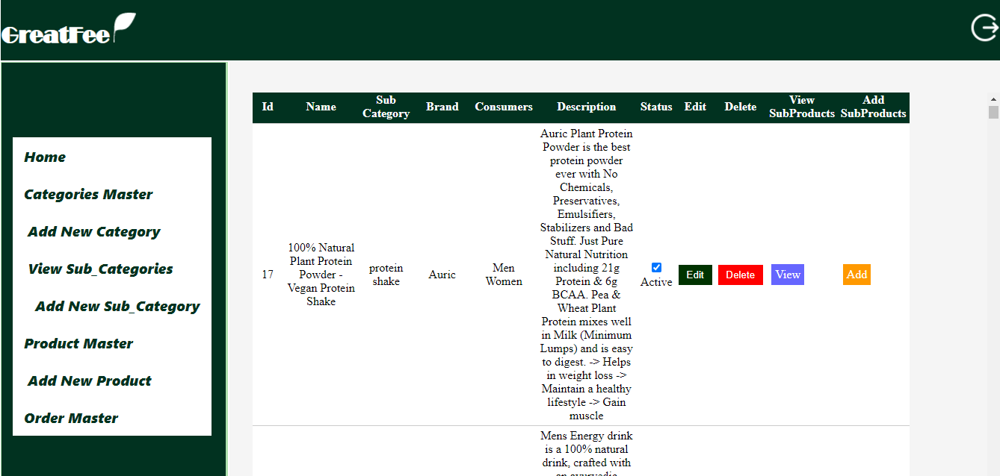 GreatFee
Home
Categories Master
Add New Category
View Sub_Categories
Add New Sub_Category
Product Master
Add New Product
Order Master
Id Name Sub Category Brand Consumers Description Status Edit Delete View SubProducts Add SubProducts
17
100% Natural
Plant Protein
Powder -
Vegan Protein
Shake
protein
shake
Auric
Men
Women
Auric Plant Protein
Powder is the best
protein powder
ever with No
Chemicals,
Preservatives,
Emulsifiers,
Stabilizers and Bad
Stuff. Just Pure
Natural Nutrition
including 21g
Protein & 6g
BCAA. Pea &
Wheat Plant
Protein mixes well
in Milk (Minimum
Lumps) and is easy
to digest. -> Helps
in weight loss ->
Maintain a healthy
lifestyle -> Gain
muscle
Active
Edit
Delete
View
Add
Mens Energy drink
is a 100% natural
drink, crafted with
an ayurvedic